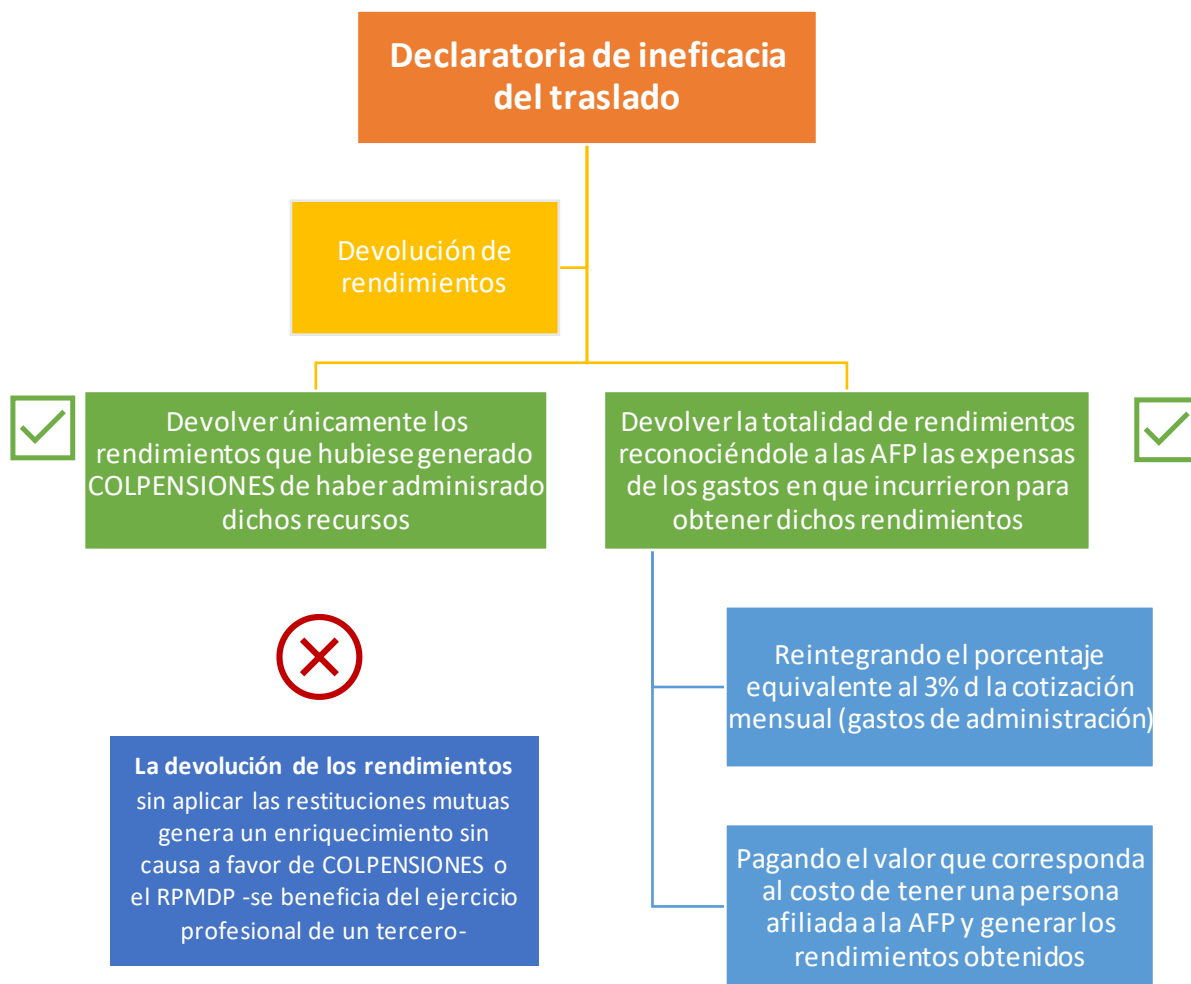 Declaratoria de ineficacia
del traslado
Devolución de
rendimientos
Devolver únicamente los
rendimientos que hubiese generado
COLPENSIONES de haber adminisrado
dichos recursos
Devolver la totalidad de rendimientos
reconociéndole a las AFP las expensas
de los gastos en que incurrieron para
obtener dichos rendimientos
La devolución de los rendimientos
sin aplicar las restituciones mutuas
genera un enriquecimiento sin
causa a favor de COLPENSIONES o
el RPMDP -se beneficia del ejercicio
profesional de un tercero-
Reintegrando el porcentaje
equivalente al 3% d la cotización
mensual (gastos de administración)
Pagando el valor que corresponda
al costo de tener una persona
afiliada a la AFP y generar los
rendimientos obtenidos